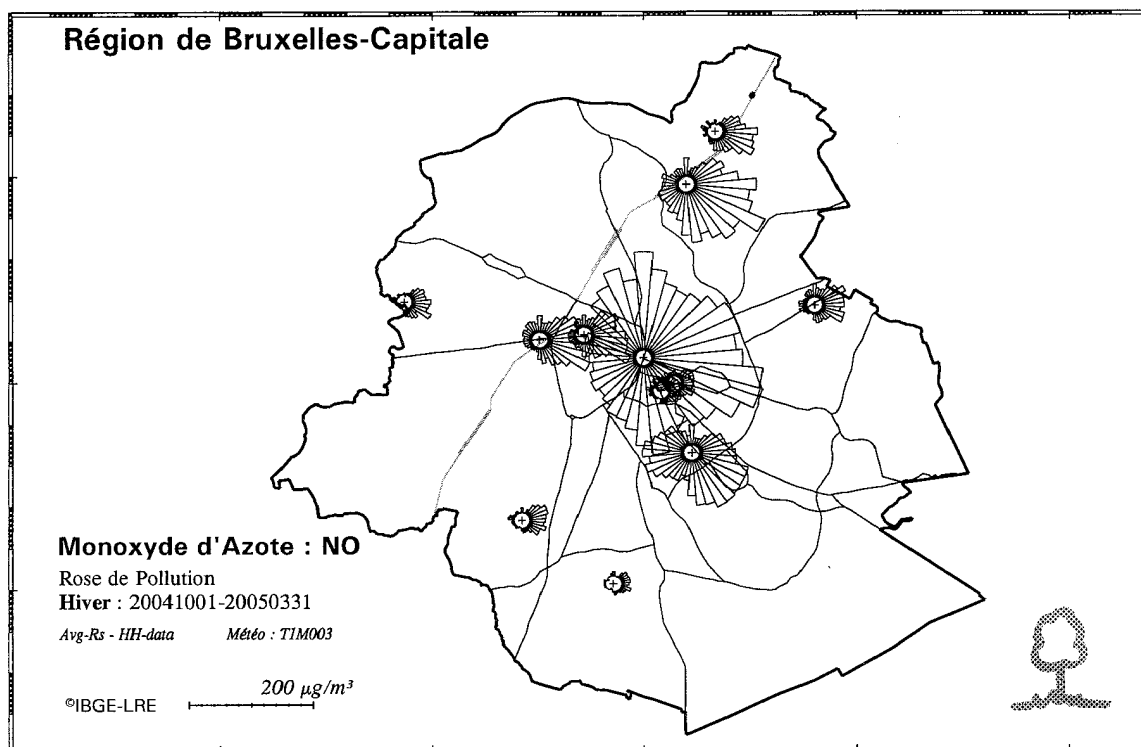 Région de Bruxelles-Capitale
Monoxyde d'Azote : NO
Rose de Pollution
Hiver : 20041001-20050331
Avg-Rs - HH-data Météo : T1M003
200 µg/m³
©IBGE-LRE